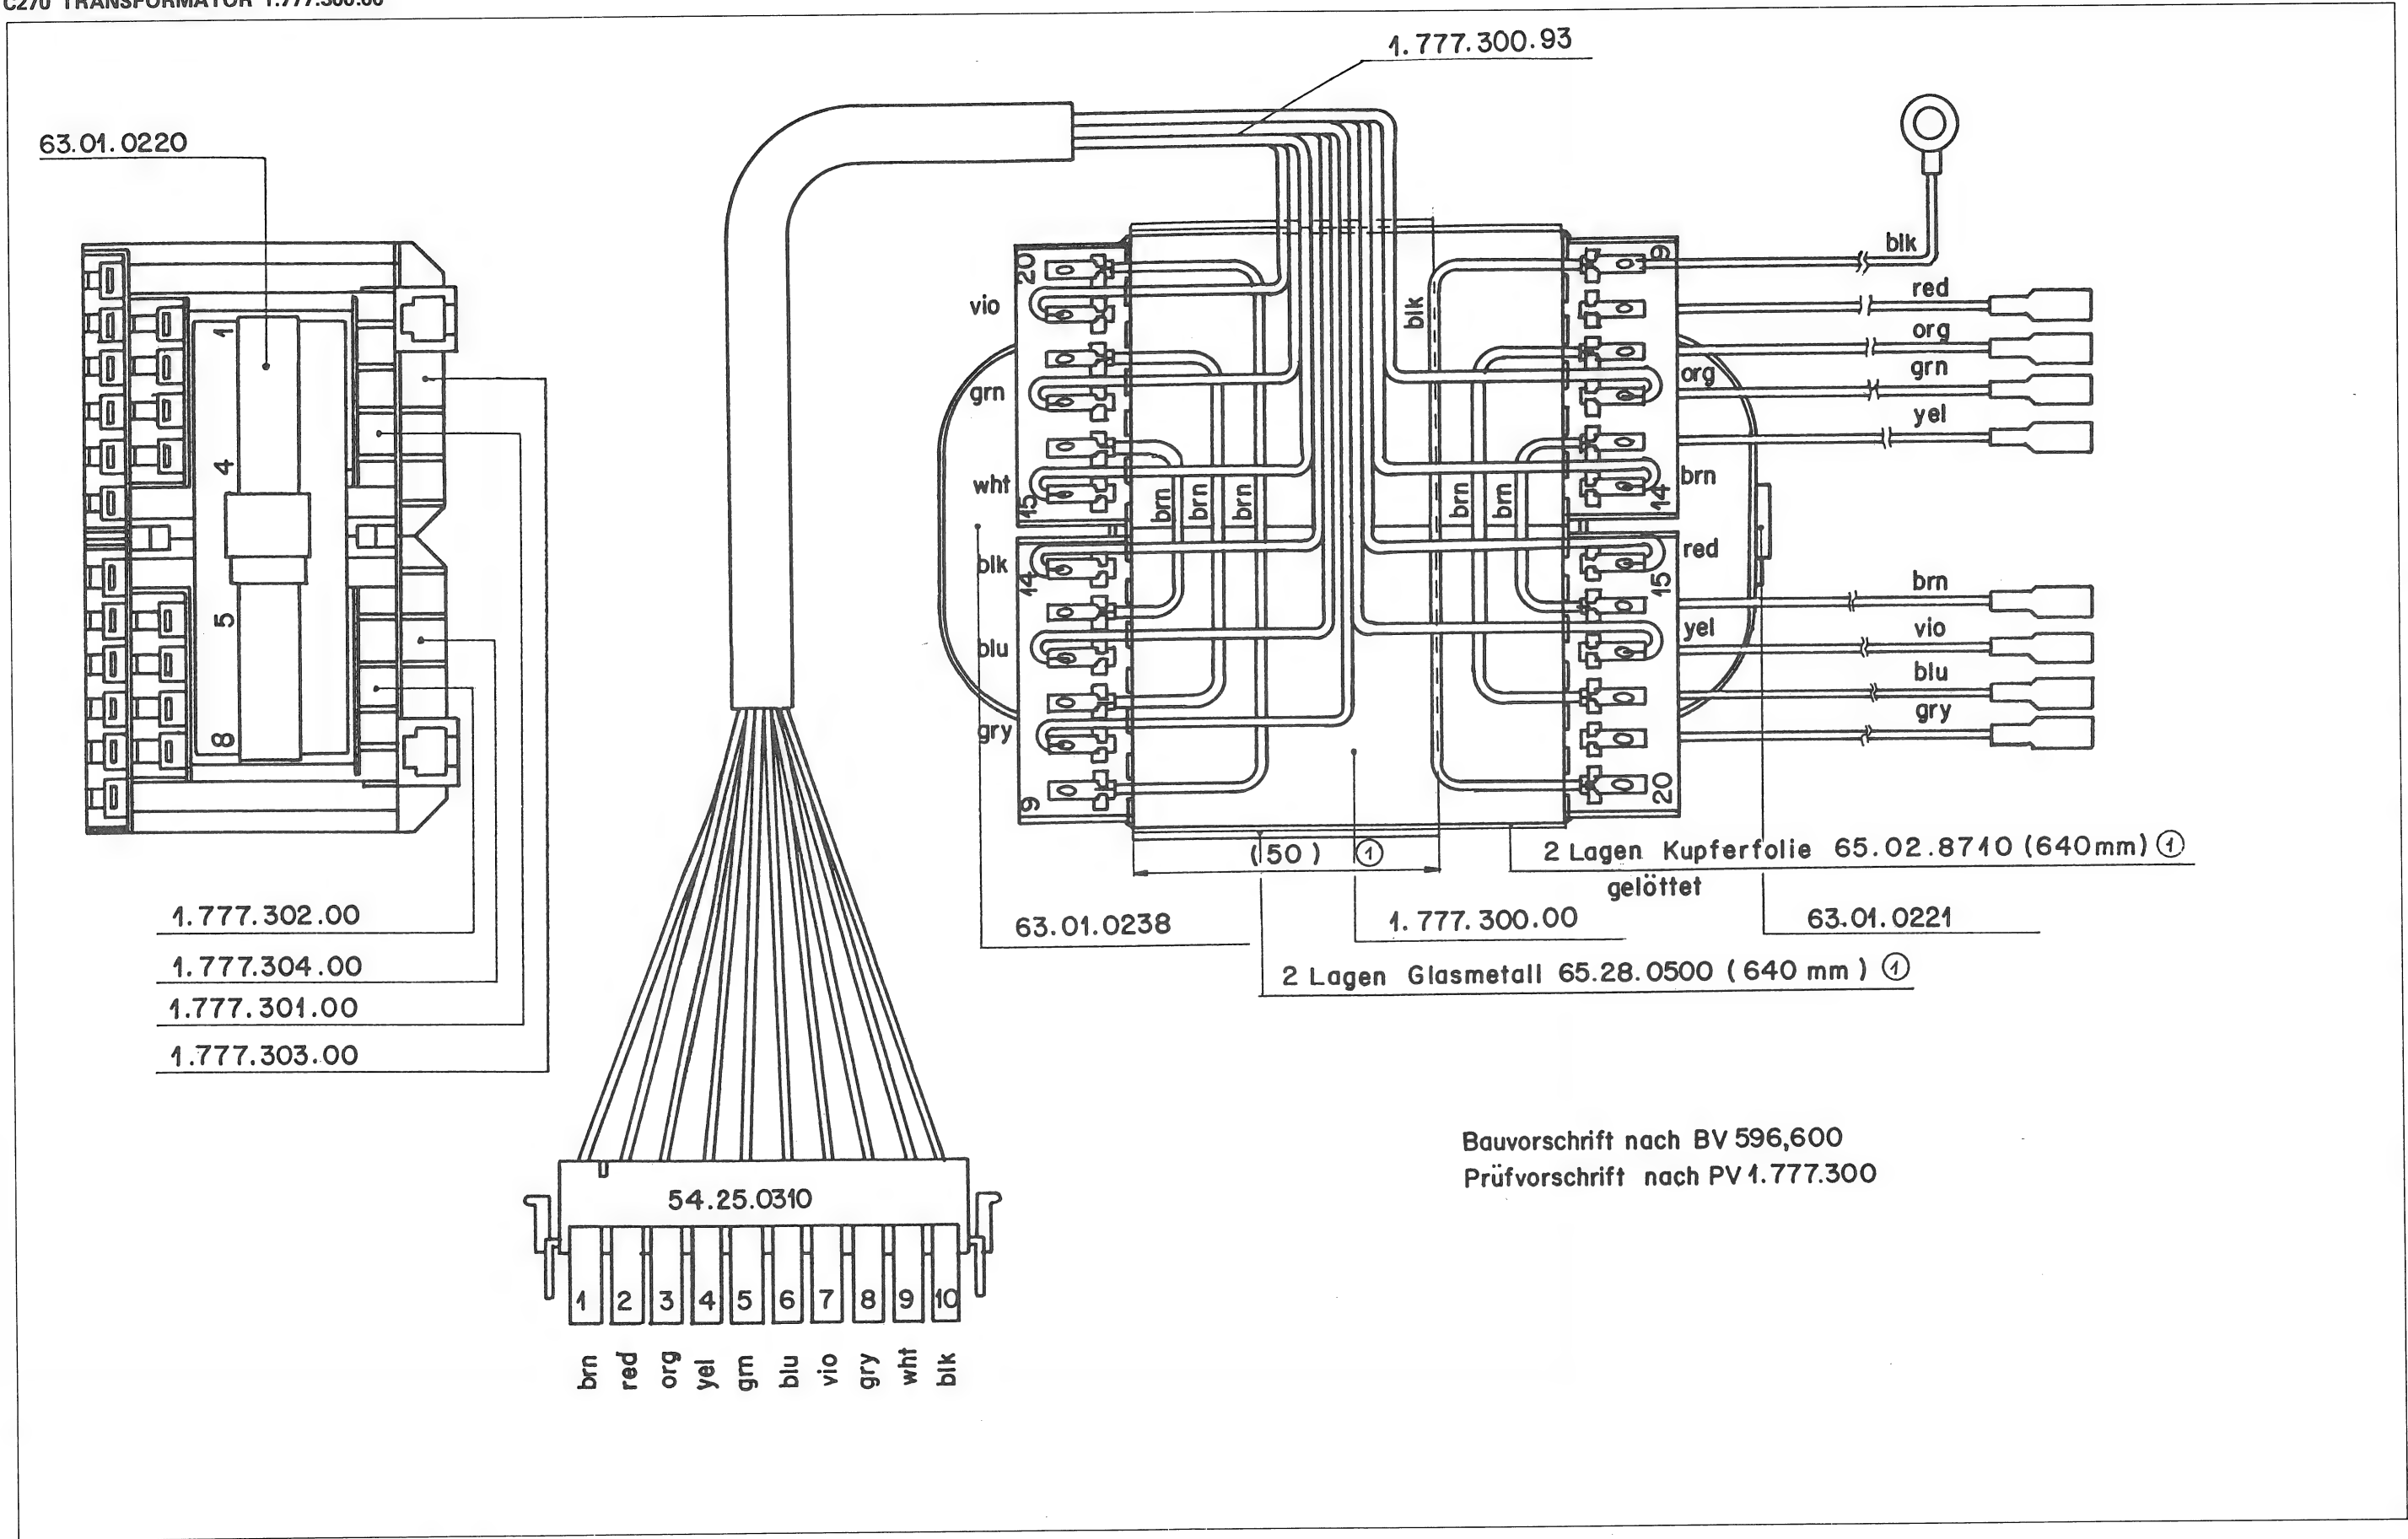 C270 TRANSFORMATOR 1.777.300.00
1.777.300.93
63.01.0220
1
4
5
8
1.777.302.00
1.777.304.00
1.777.301.00
1.777.303.00
20
vio
grn
wht
15
blk
14
blu
gry
9
brn
brn
brn
blk
brn
brn
9
org
brn
14
red
15
yel
20
blk
red
org
grn
yel
brn
vio
blu
gry
(50) 1
2 Lagen Kupferfolie 65.02.8710 (640mm) 1
gelöttet
63.01.0238
1.777.300.00
63.01.0221
2 Lagen Glasmetall 65.28.0500 (640 mm) 1
Bauvorschrift nach BV 596,600
Prüfvorschrift nach PV 1.777.300
54.25.0310
1 2 3 4 5 6 7 8 9 10
brn red org yel grn blu vio gry wht blk